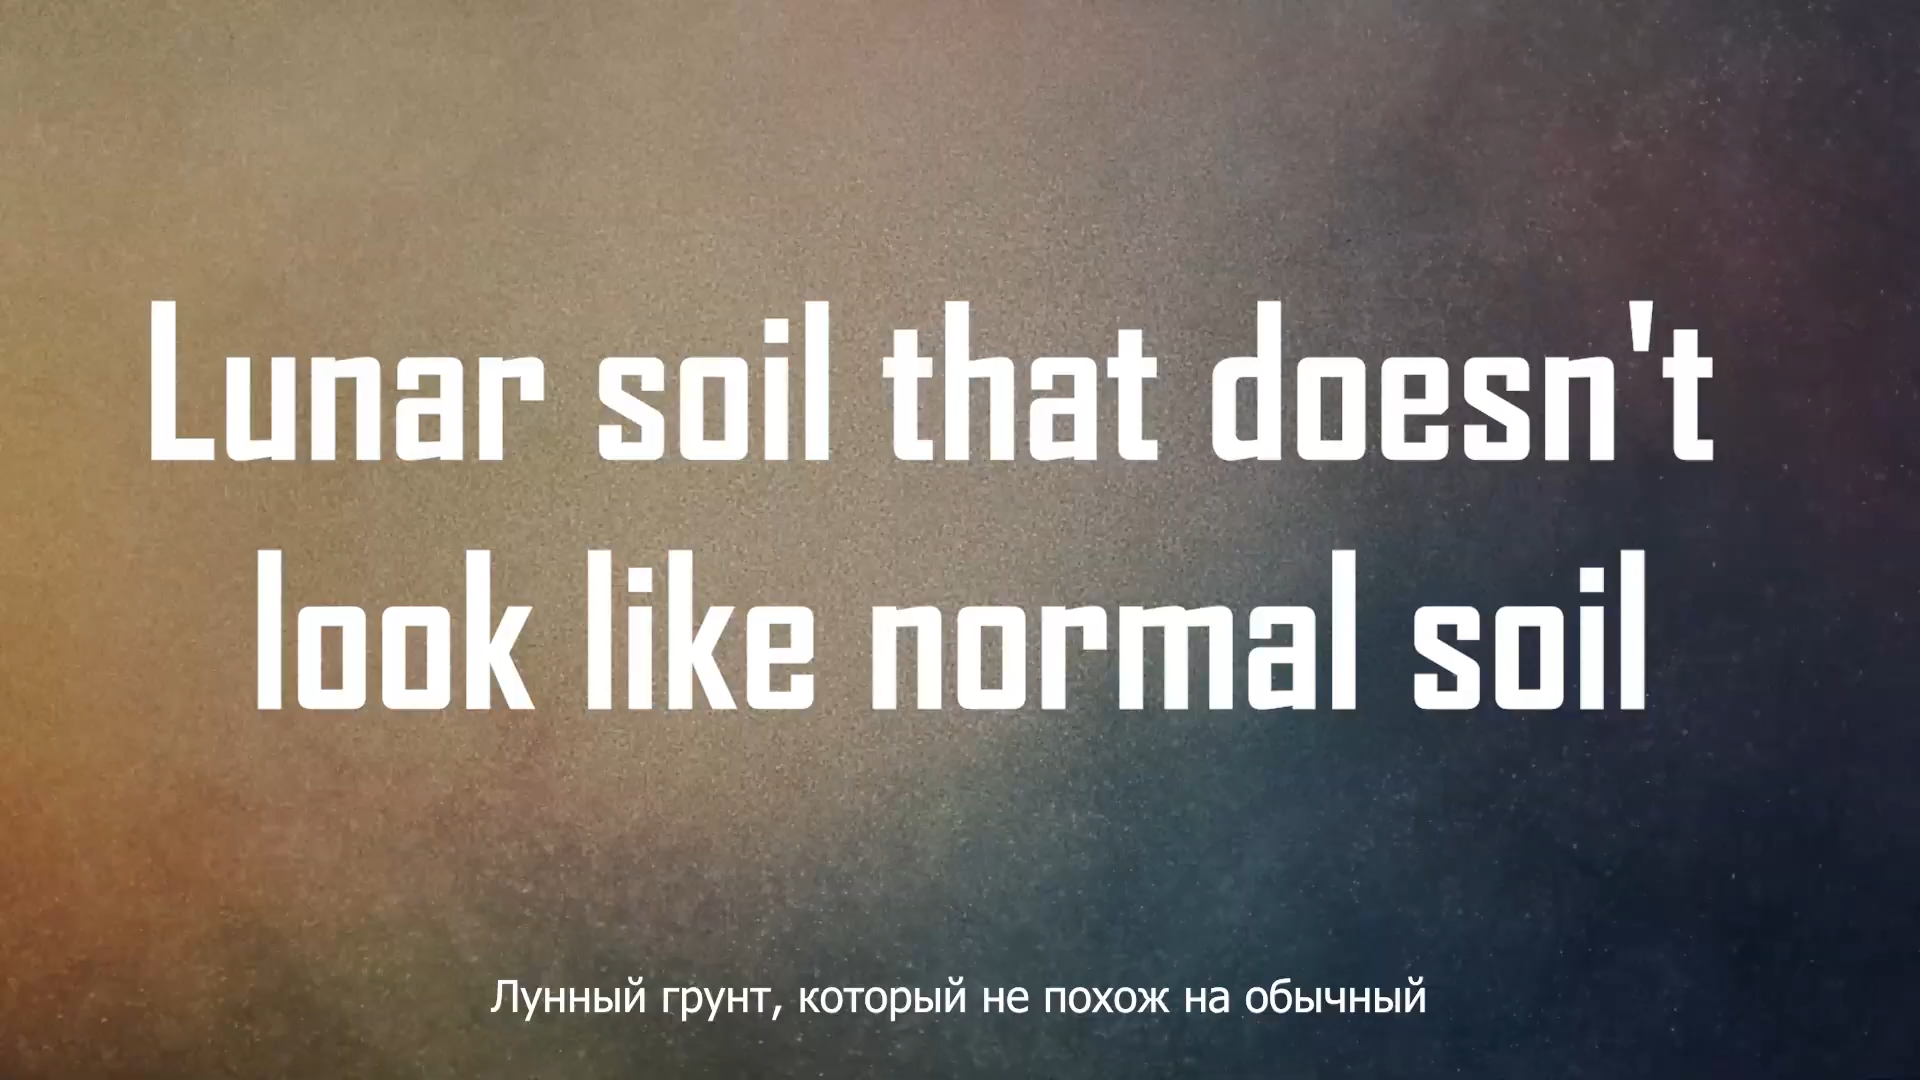 Lunar soil that doesn't
look like normal soil
Лунный грунт, который не похож на обычный